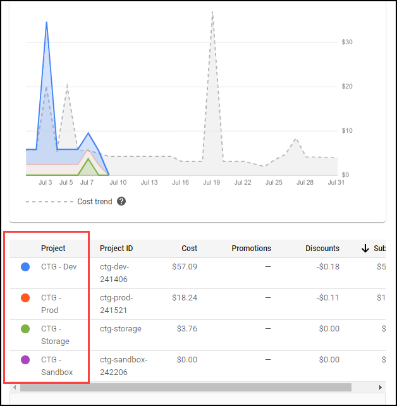 $30
$20
$10
$0
Jul 3 Jul 5 Jul 7 Jul 10 Jul 13 Jul 16 Jul 19 Jul 22 Jul 25 Jul 28 Jul 31
Cost trend ?
Project Project ID Cost Promotions Discounts Sub
CTG - Dev ctg-dev- $57.09 — -$0.18 $5
241406
CTG - ctg-prod- $18.24 — -$0.11 $1
Prod 241521
CTG - ctg-storage $3.76 — $0.00 $
Storage
CTG - ctg-sandbox- $0.00 — $0.00 $
Sandbox 242206